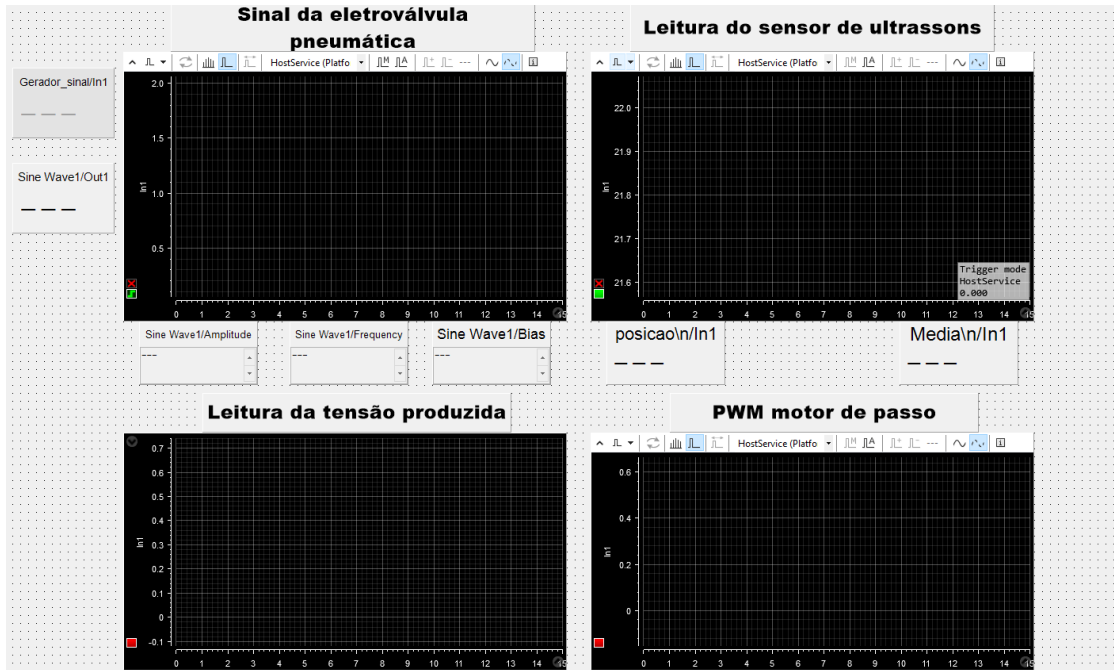 Sinal da eletroválvula
pneumática
Leitura do sensor de ultrassons
HostService (Platfo
HostService (Platfo
Gerador_sinal/In1
---
Sine Wave1/Out1
---
In1
2.0
1.5
1.0
0.5
0 1 2 3 4 5 6 7 8 9 10 11 12 13 14 15
In1
22.0
21.9
21.8
21.7
21.6
Trigger mode
HostService
0.000
0 1 2 3 4 5 6 7 8 9 10 11 12 13 14 15
Sine Wave1/Amplitude
---
Sine Wave1/Frequency
---
Sine Wave1/Bias
---
posicao\n/In1
---
Media\n/In1
---
Leitura da tensão produzida
PWM motor de passo
HostService (Platfo
In1
0.7
0.6
0.5
0.4
0.3
0.2
0.1
0
-0.1
0 1 2 3 4 5 6 7 8 9 10 11 12 13 14 15
In1
0.6
0.4
0.2
0
0 1 2 3 4 5 6 7 8 9 10 11 12 13 14 15